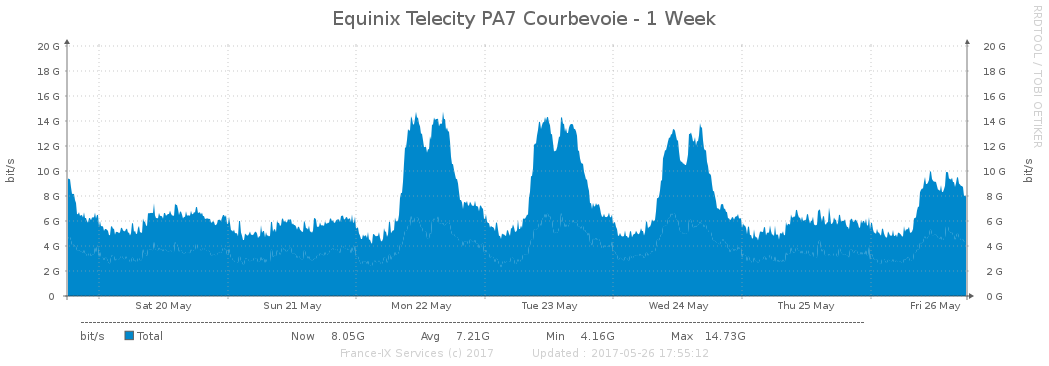 Equinix Telecity PA7 Courbevoie - 1 Week
RRDTOOL / TOBI OETIKER
bit/s
20 G
18 G
16 G
14 G
12 G
10 G
8 G
6 G
4 G
2 G
0
20 G
18 G
16 G
14 G
12 G
10 G
8 G
6 G
4 G
2 G
0 G
bit/s
Sat 20 May Sun 21 May Mon 22 May Tue 23 May Wed 24 May Thu 25 May Fri 26 May
bit/s Total Now 8.05G Avg 7.21G Min 4.16G Max 14.73G
France-IX Services (c) 2017 Updated : 2017-05-26 17:55:12